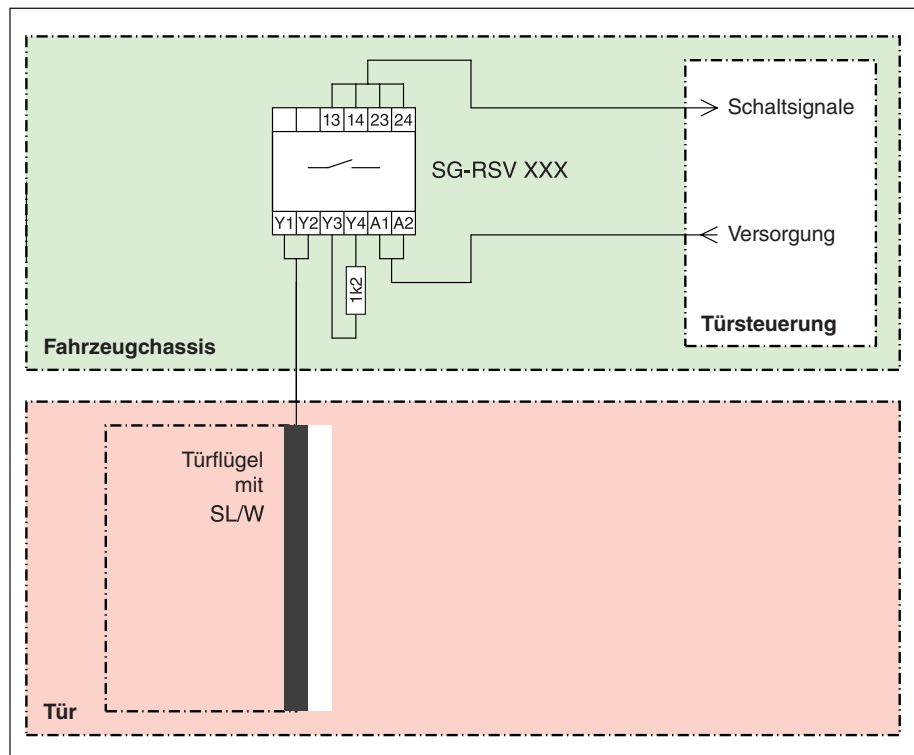 13 14 23 24
Schaltsignale
SG-RSV XXX
Y1 Y2 Y3 Y4 A1 A2
Versorgung
1k2
Türsteuerung
Fahrzeugchassis
Türflügel
mit
SL/W
Tür